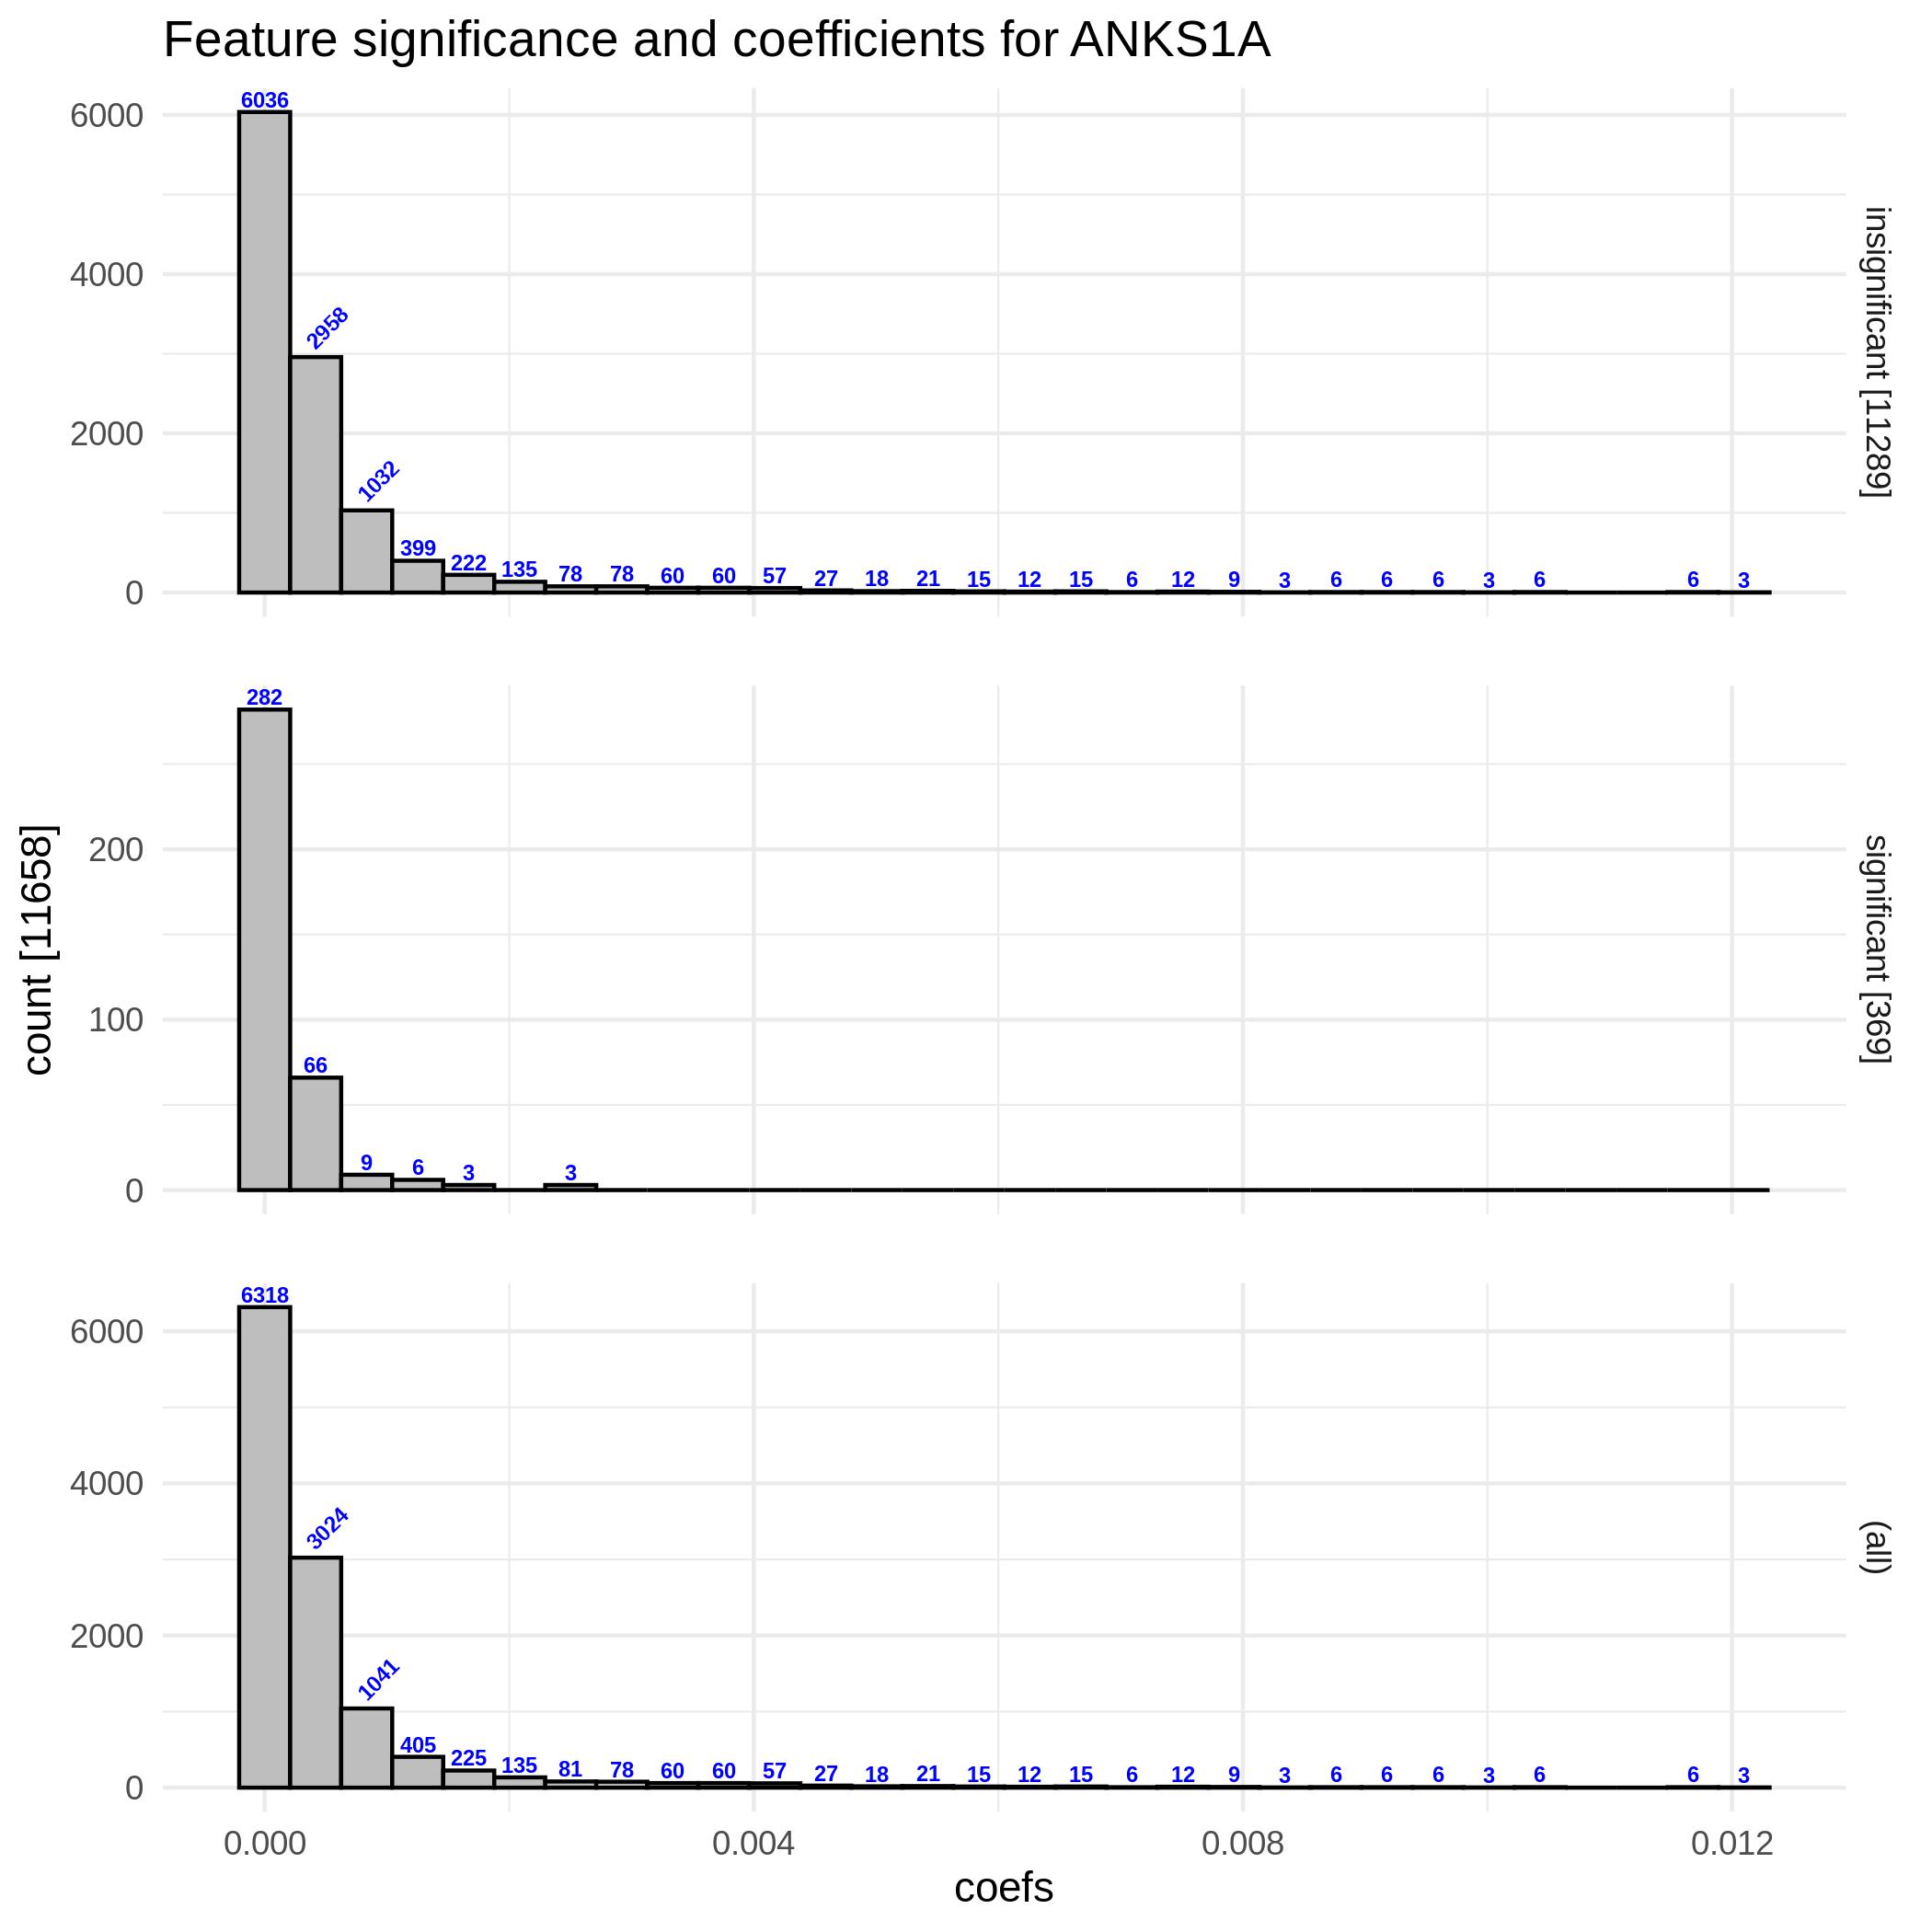 Feature significance and coefficients for ANKS1A
6036
6000
4000
2958
2000
1032
399 222 135 78 78 60 60 57 27 18 21 15 12 15 6 12 9 3 6 6 6 3 6 6 3
0
insignificant [11289]
282
200
100
66
9 6 3 3
0
significant [369]
count [11658]
6318
6000
4000
3024
2000
1041
405 225 135 81 78 60 60 57 27 18 21 15 12 15 6 12 9 3 6 6 6 3 6 6 3
0
(all)
0.000 0.004 0.008 0.012
coefs